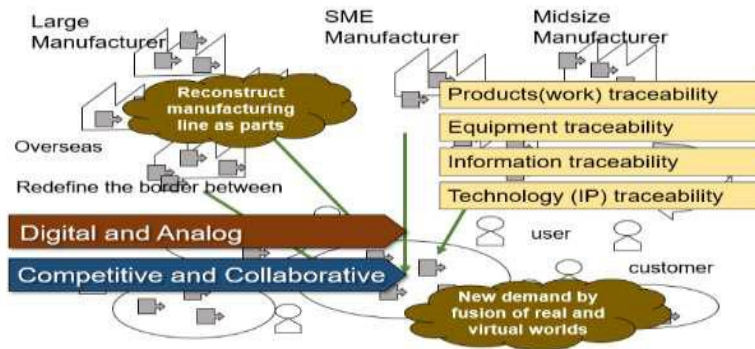 Large
Manufacturer
SME
Manufacturer
Midsize
Manufacturer
Reconstruct
manufacturing
line as parts
Products(work) traceability
Equipment traceability
Information traceability
Technology (IP) traceability
Overseas
Redefine the border between
Digital and Analog
Competitive and Collaborative
user
customer
New demand by
fusion of real and
virtual worlds